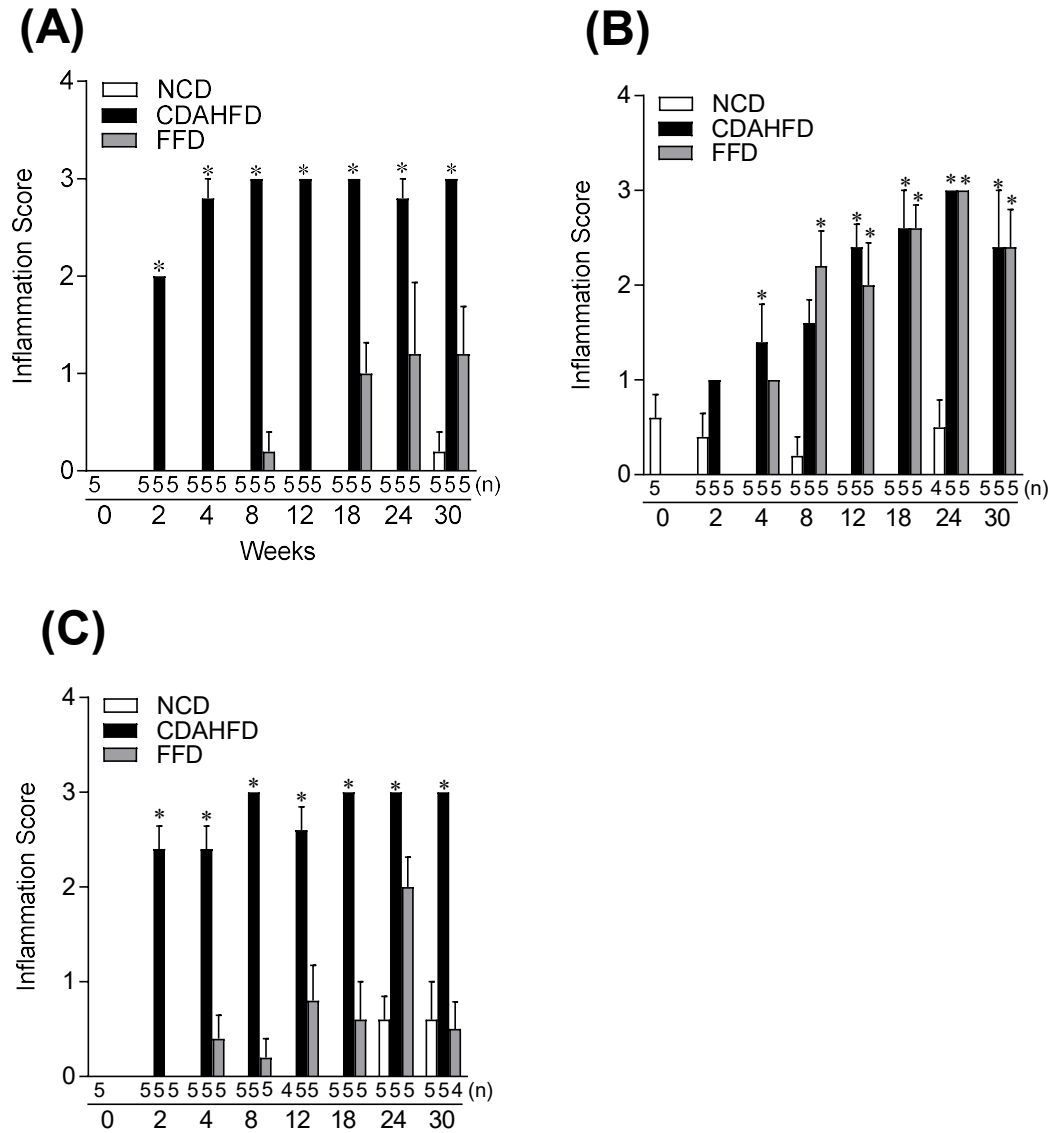 (A)
4
3
2
1
0
Inflammation Score
NCD
CDAHFD
FFD
* * * * * * *
5 555 555 555 555 555 555 555 (n)
0 2 4 8 12 18 24 30
Weeks
(B)
4
3
2
1
0
Inflammation Score
NCD
CDAHFD
FFD
* * * * * * * * * *
5 555 555 555 555 555 455 555 (n)
0 2 4 8 12 18 24 30
(C)
4
3
2
1
0
Inflammation Score
NCD
CDAHFD
FFD
* * * * * * *
5 555 555 555 455 555 555 554 (n)
0 2 4 8 12 18 24 30